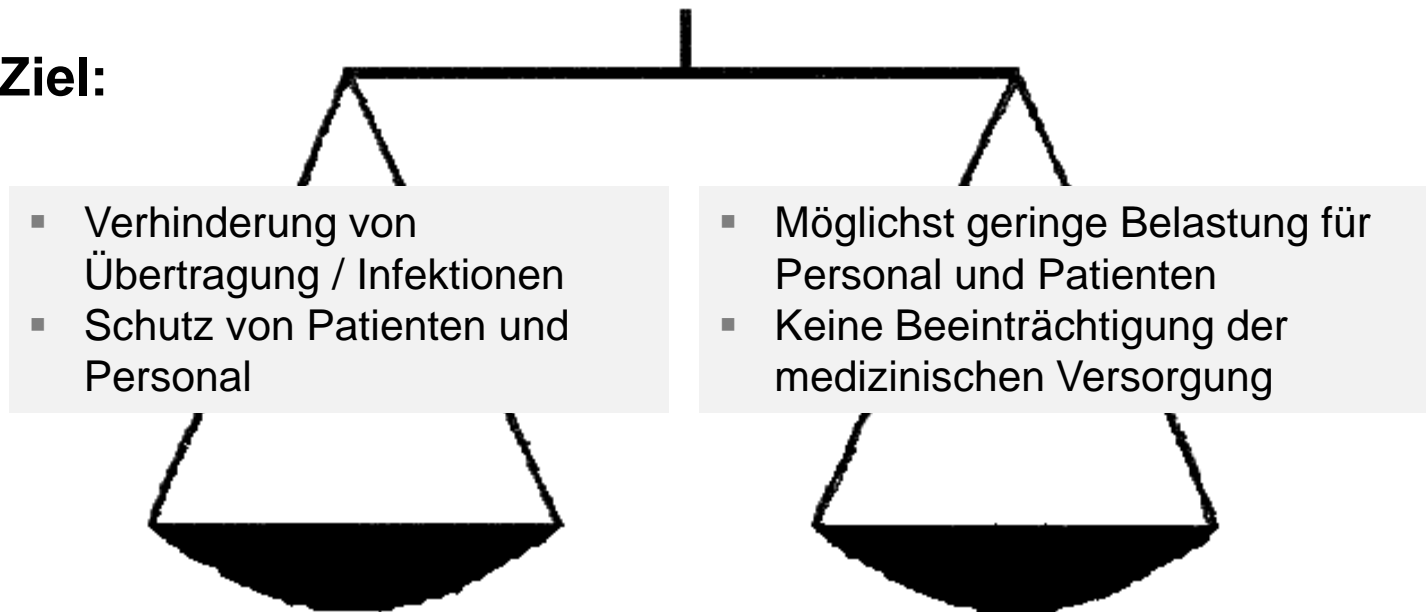 Ziel:
▪ Verhinderung von
Übertragung / Infektionen
▪ Schutz von Patienten und
Personal
▪ Möglichst geringe Belastung für
Personal und Patienten
▪ Keine Beeinträchtigung der
medizinischen Versorgung